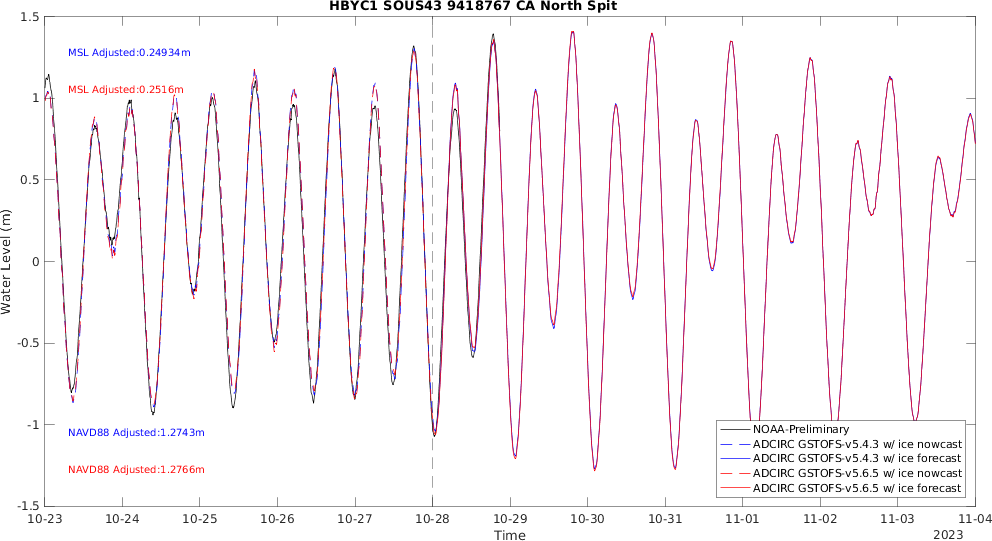 HBYC1 SOUS43 9418767 CA North Spit
1.5
MSL Adjusted:0.24934m
MSL Adjusted:0.2516m
1
0.5
0
Water Level (m)
-0.5
-1
NAVD88 Adjusted:1.2743m
NAVD88 Adjusted:1.2766m
-1.5
NOAA-Preliminary
ADCIRC GSTOFS-v5.4.3 w/ ice nowcast
ADCIRC GSTOFS-v5.4.3 w/ ice forecast
ADCIRC GSTOFS-v5.6.5 w/ ice nowcast
ADCIRC GSTOFS-v5.6.5 w/ ice forecast
10-23 10-24 10-25 10-26 10-27 10-28 10-29 10-30 10-31 11-01 11-02 11-03 11-04
Time
2023